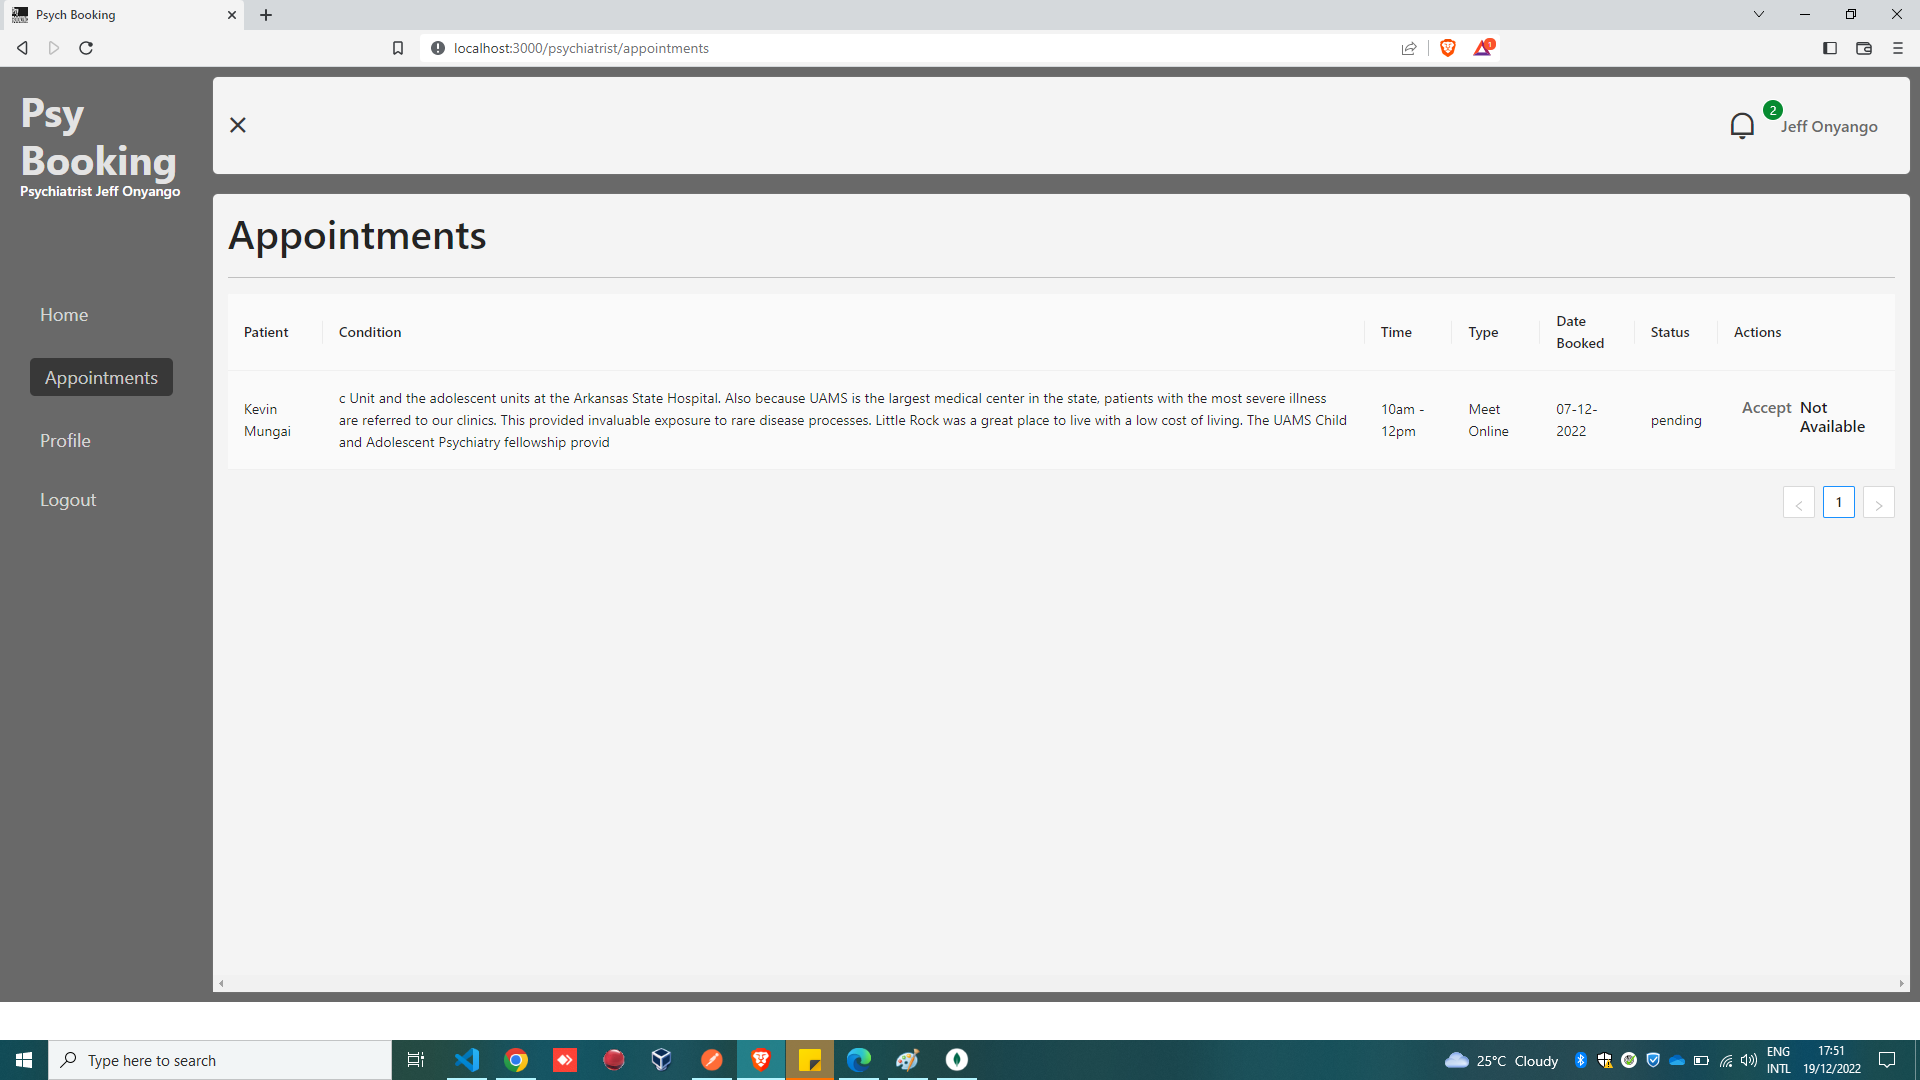 Psych Booking
localhost:3000/psychiatrist/appointments
1
Psy
Booking
Psychiatrist Jeff Onyango
2
Jeff Onyango
Home
Appointments
Profile
Logout
Appointments
Patient Condition Time Type Date Booked Status Actions
Kevin Mungai
c Unit and the adolescent units at the Arkansas State Hospital. Also because UAMS is the largest medical center in the state, patients with the most severe illness
are referred to our clinics. This provided invaluable exposure to rare disease processes. Little Rock was a great place to live with a low cost of living. The UAMS Child
and Adolescent Psychiatry fellowship provid
10am -
12pm
Meet
Online
07-12-
2022
pending
Accept
Not
Available
1
Type here to search
25°C Cloudy
ENG
INTL
17:51
19/12/2022